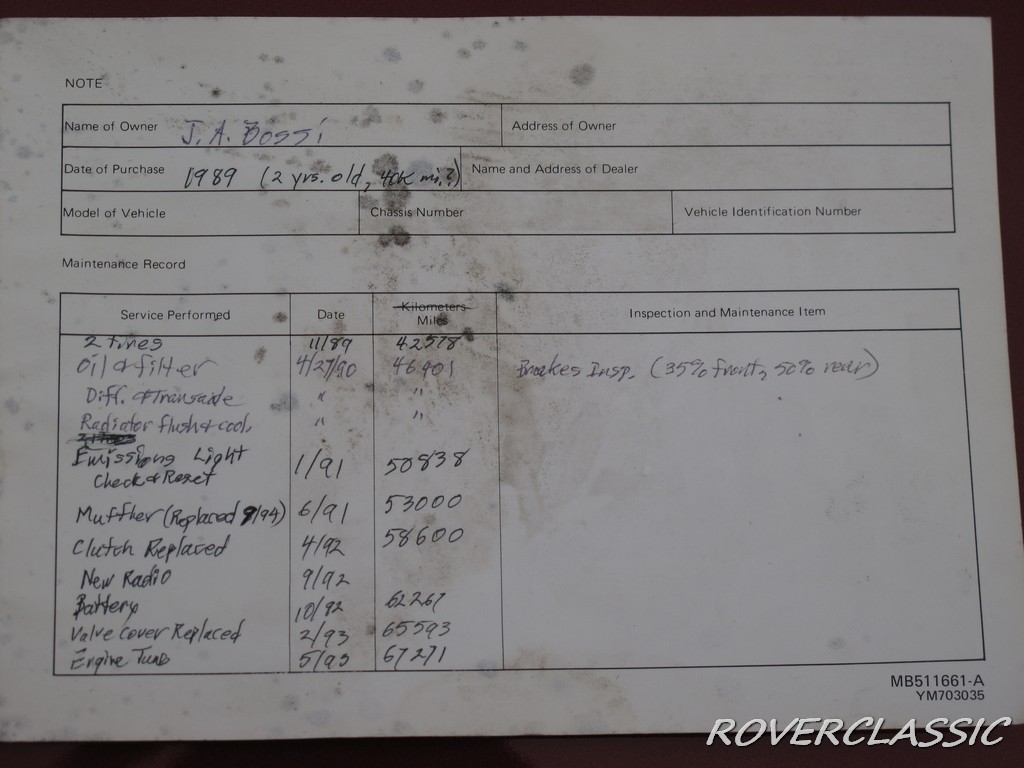 NOTE
Name of Owner J. A. Bossi Address of Owner
Date of Purchase 1989 (2 yrs. old, 40K mi.?) Name and Address of Dealer
Model of Vehicle Chassis Number Vehicle Identification Number
Maintenance Record
Service Performed Date Kilometers Miles Inspection and Maintenance Item
2 tires 11/89 42578
Oil & filter 4/27/90 46901 Brakes Insp. (35% front, 50% rear)
Diff. & Transaxle " "
Radiator flush & cool. " "
Emissions Light 1/91 50838
Check & Reset
Muffler (Replaced 9/94) 6/91 53000
Clutch Replaced 4/92 58600
New Radio 9/92
Battery 10/92 62267
Valve Cover Replaced 2/93 65593
Engine Tune 5/93 67271
MB511661-A
YM703035
ROVERCLASSIC